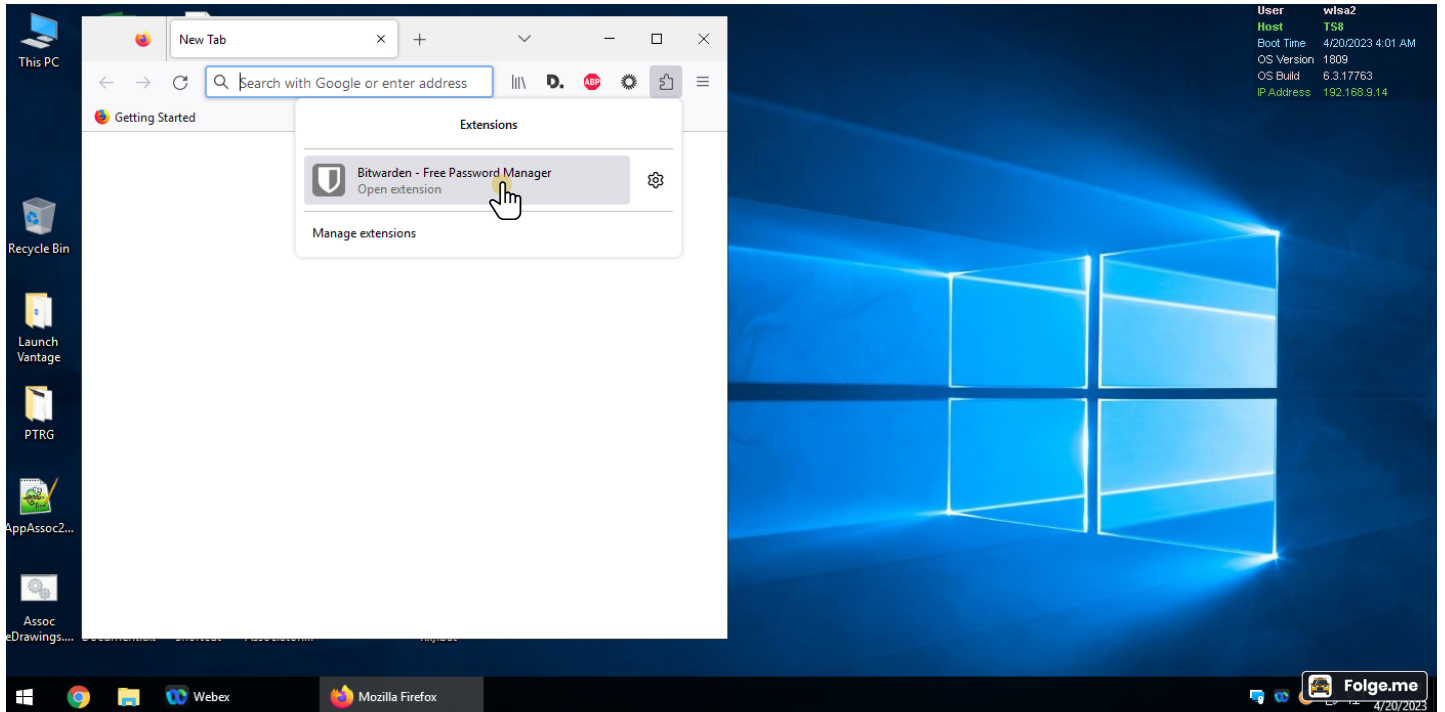 This PC
Recycle Bin
Launch
Vantage
PTRG
AppAssoc2...
Assoc
eDrawings....
New Tab
Search with Google or enter address
D.
ABP
Getting Started
Extensions
Bitwarden - Free Password Manager
Open extension
Manage extensions
User wlsa2
Host TS8
Boot Time 4/20/2023 4:01 AM
OS Version 1809
OS Build 6.3.17763
IP Address 192.168.9.14
Webex
Mozilla Firefox
Folge.me
4/20/2023